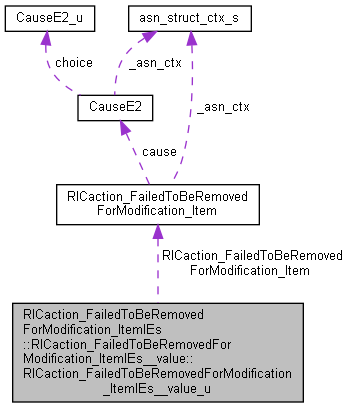 CauseE2_u
asn_struct_ctx_s
choice
_asn_ctx
CauseE2
_asn_ctx
cause
RICaction_FailedToBeRemoved
ForModification_Item
RICaction_FailedToBeRemoved
ForModification_Item
RICaction_FailedToBeRemoved
ForModification_ItemIEs
::RICaction_FailedToBeRemovedFor
Modification_ItemIEs__value::
RICaction_FailedToBeRemovedForModification
_ItemIEs__value_u